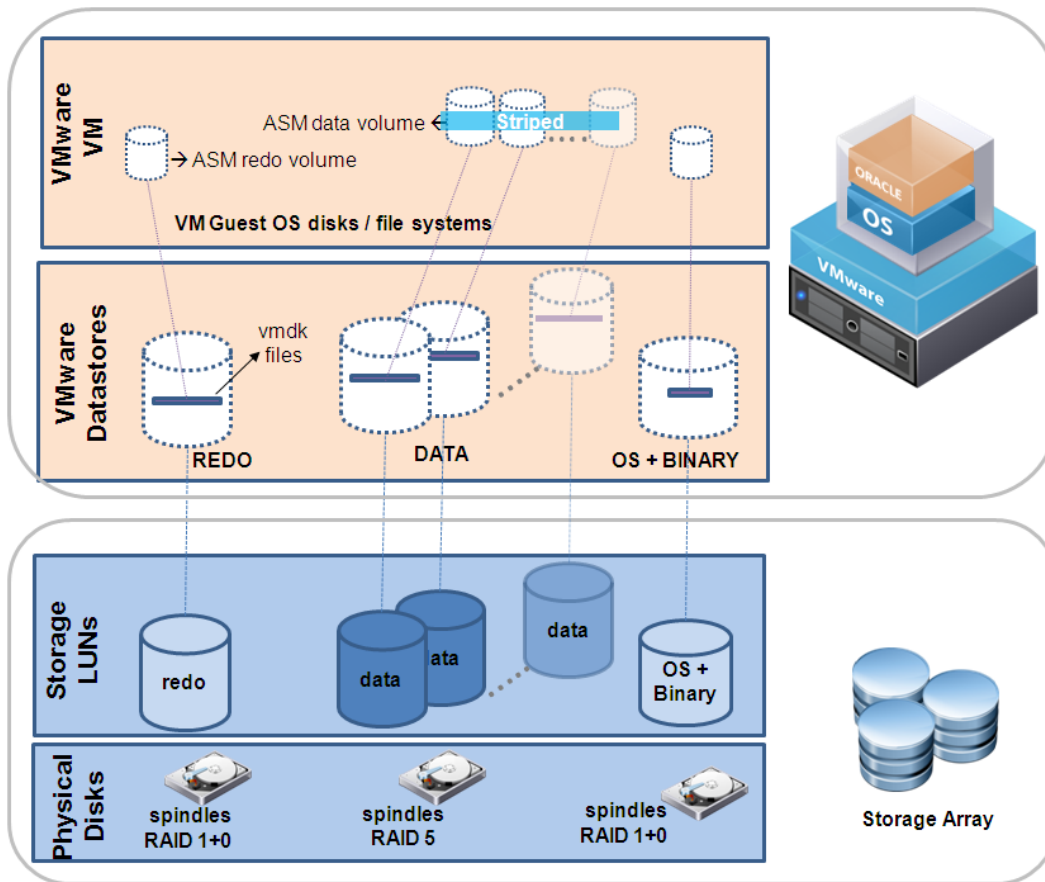 VMware
VM
ASM data volume
Striped
ASM redo volume
VM Guest OS disks / file systems
VMware
Datastores
vmdk
files
REDO
DATA
OS + BINARY
ORACLE
OS
VMware
Storage
LUNs
redo
data
data
data
OS +
Binary
Physical
Disks
spindles
RAID 1+0
spindles
RAID 5
spindles
RAID 1+0
Storage Array